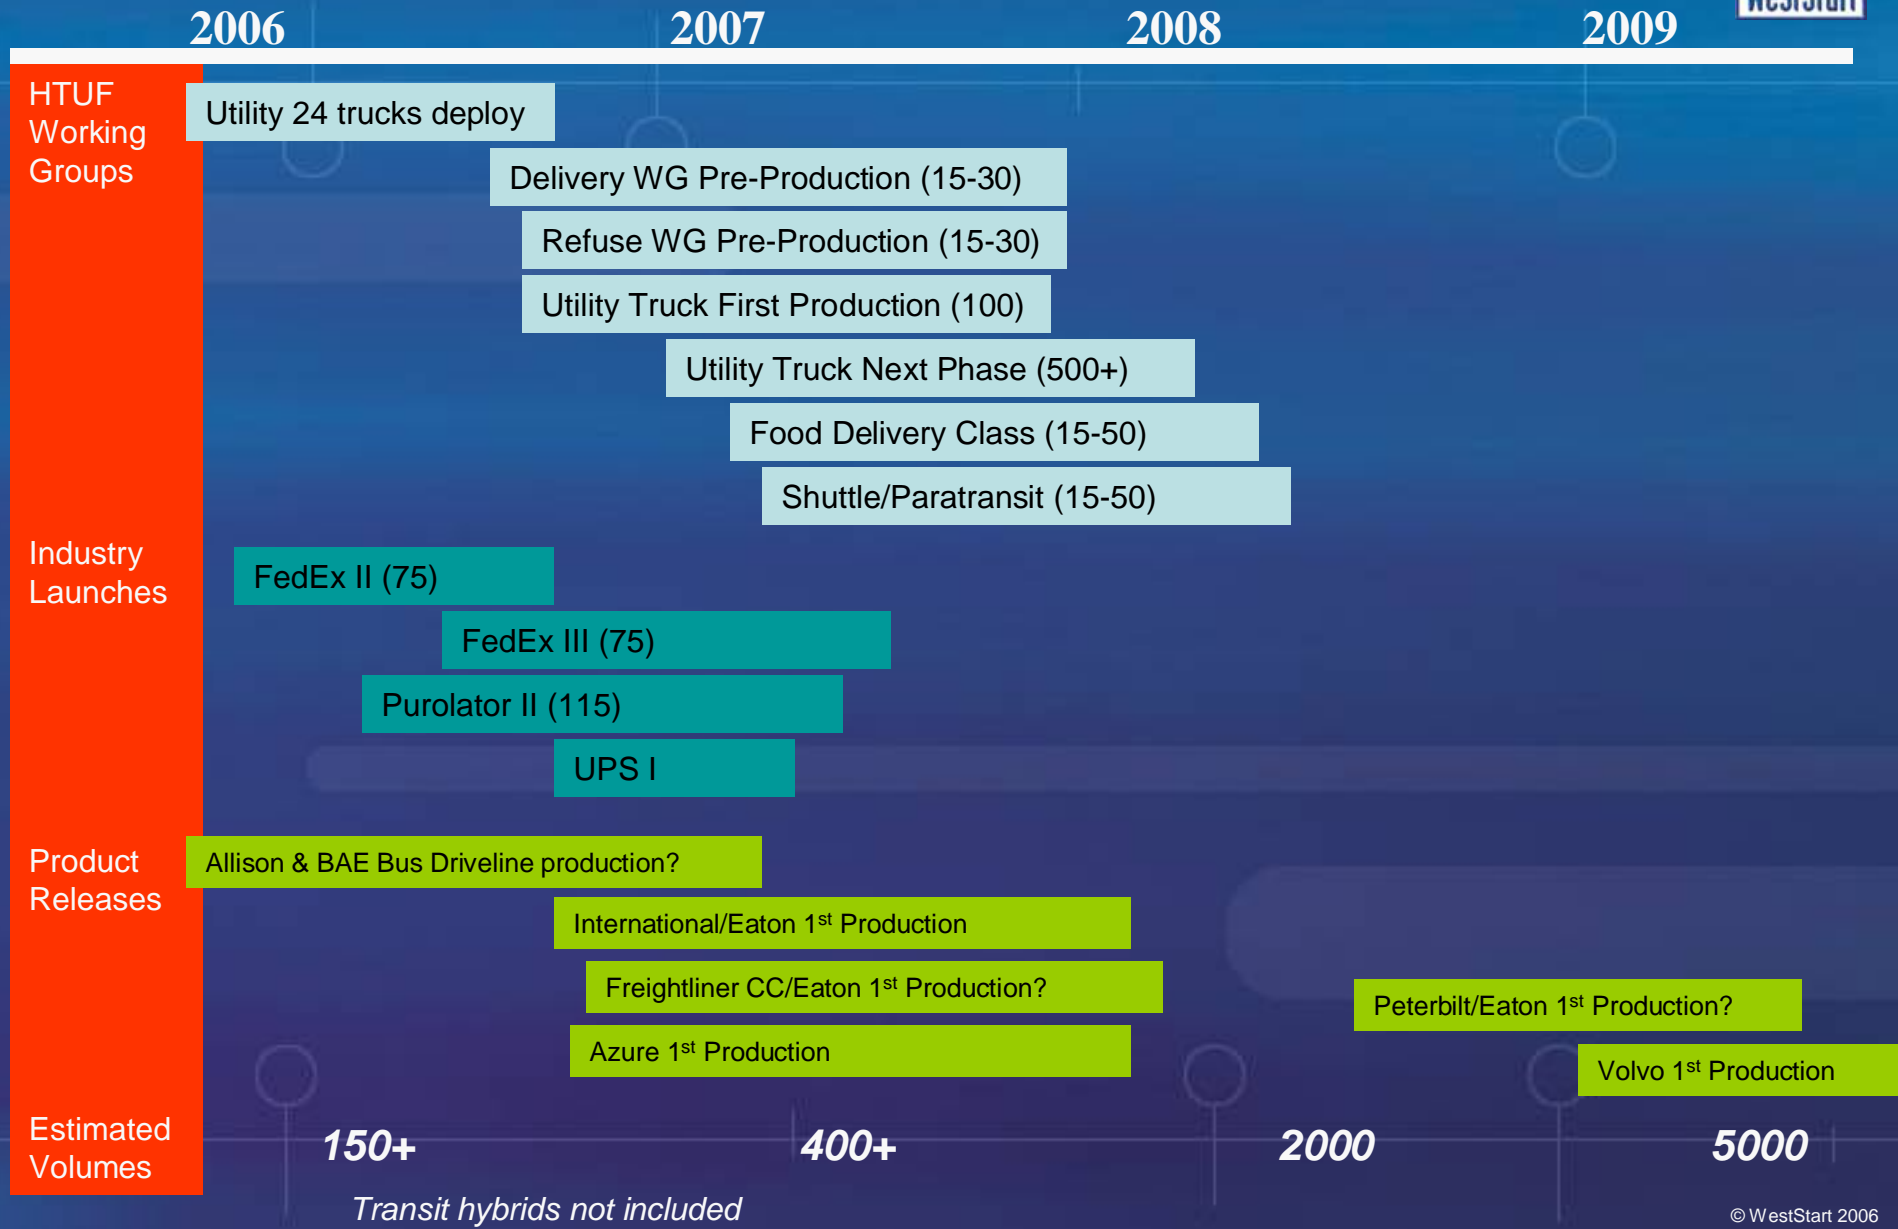 2006 2007 2008 2009
WestStart
HTUF
Working
Groups
Utility 24 trucks deploy
Delivery WG Pre-Production (15-30)
Refuse WG Pre-Production (15-30)
Utility Truck First Production (100)
Utility Truck Next Phase (500+)
Food Delivery Class (15-50)
Shuttle/Paratransit (15-50)
Industry
Launches
FedEx II (75)
FedEx III (75)
Purolator II (115)
UPS I
Product
Releases
Allison & BAE Bus Driveline production?
International/Eaton 1st Production
Freightliner CC/Eaton 1st Production?
Peterbilt/Eaton 1st Production?
Azure 1st Production
Volvo 1st Production
Estimated
Volumes
150+ 400+ 2000 5000
Transit hybrids not included
© WestStart 2006